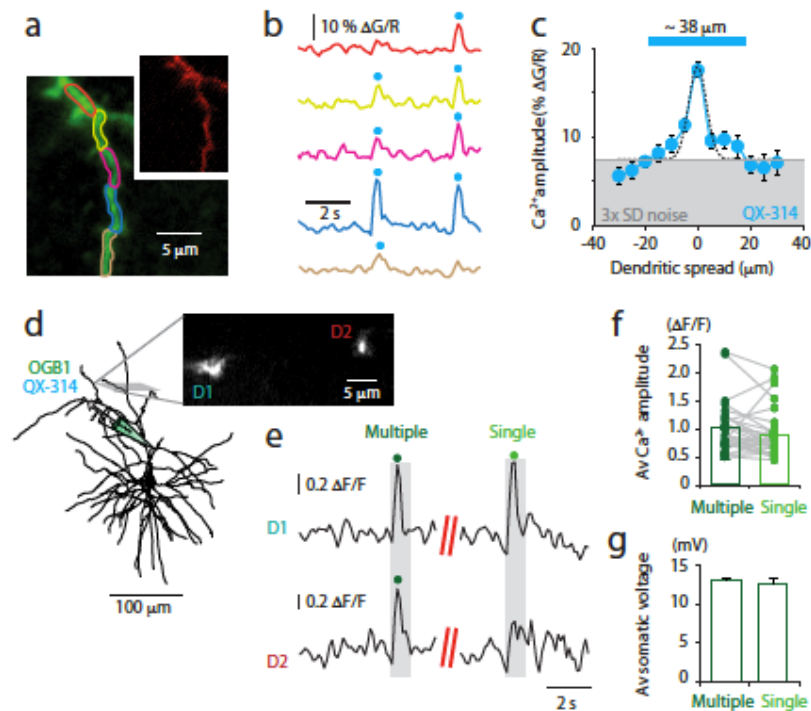 a
5 µm
b
10 % ΔG/R
2 s
c
~ 38 µm
Ca²⁺ amplitude (% ΔG/R)
20
15
10
5
0
3x SD noise
QX-314
-40
-20
0
20
40
Dendritic spread (µm)
d
OGB1
QX-314
D1
D2
5 µm
100 µm
e
Multiple
Single
0.2 ΔF/F
D1
0.2 ΔF/F
D2
2 s
f
(ΔF/F)
Av Ca²⁺ amplitude
2.5
2.0
1.5
1.0
0.5
0
Multiple
Single
g
(mV)
Av somatic voltage
15
10
5
0
Multiple
Single